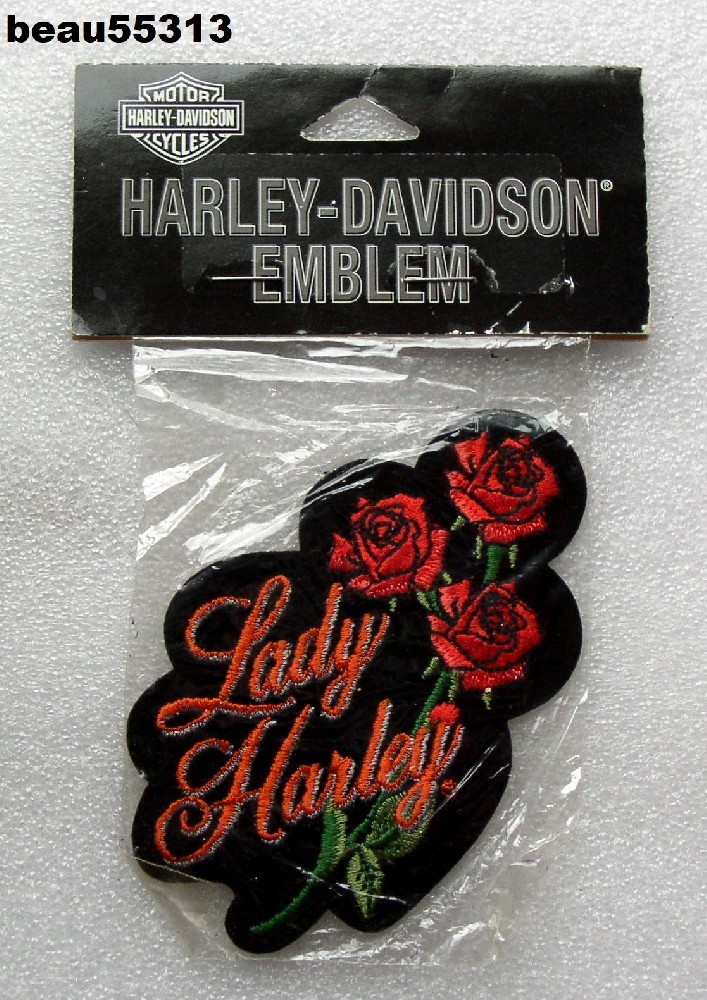 beau55313
MOTOR
HARLEY-DAVIDSON
CYCLES
HARLEY-DAVIDSON®
EMBLEM
Lady
Harley.